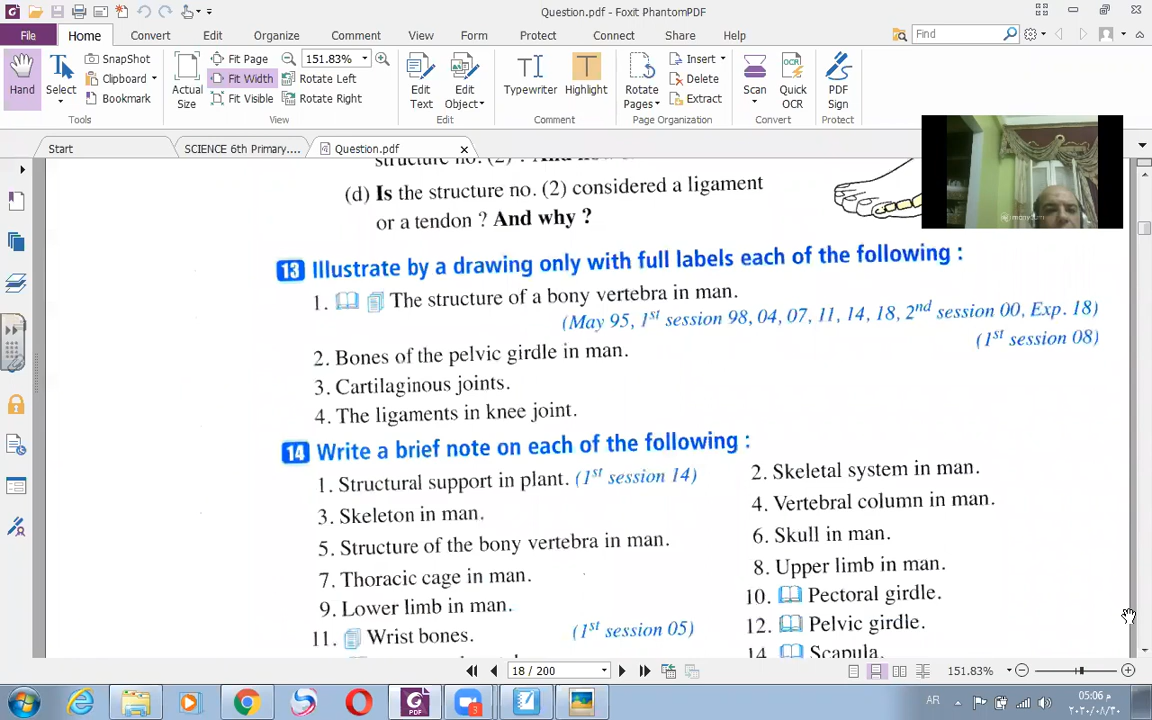 Question.pdf - Foxit PhantomPDF
File Home Convert Edit Organize Comment View Form Protect Connect Share Help Find
SnapShot Fit Page 151.83% Rotate Left Insert
Clipboard Fit Width Rotate Right Delete
Bookmark Fit Visible Extract
Hand Select Actual Size Edit Text Edit Object Typewriter Highlight Rotate Pages Scan Quick OCR PDF Sign
Tools View Edit Comment Page Organization Convert Protect
Start SCIENCE 6th Primary.... Question.pdf
structure no. (2) ?
(d) Is the structure no. (2) considered a ligament
or a tendon ? And why ?
13 Illustrate by a drawing only with full labels each of the following :
1. The structure of a bony vertebra in man.
(May 95, 1st session 98, 04, 07, 11, 14, 18, 2nd session 00, Exp. 18)
2. Bones of the pelvic girdle in man. (1st session 08)
3. Cartilaginous joints.
4. The ligaments in knee joint.
14 Write a brief note on each of the following :
1. Structural support in plant. (1st session 14) 2. Skeletal system in man.
3. Skeleton in man. 4. Vertebral column in man.
5. Structure of the bony vertebra in man. 6. Skull in man.
7. Thoracic cage in man. 8. Upper limb in man.
9. Lower limb in man. 10. Pectoral girdle.
11. Wrist bones. (1st session 05) 12. Pelvic girdle.
14. Scapula.
18 / 200 151.83%
AR 05:06 م
٢٠٢٠/٠٨/٣٠